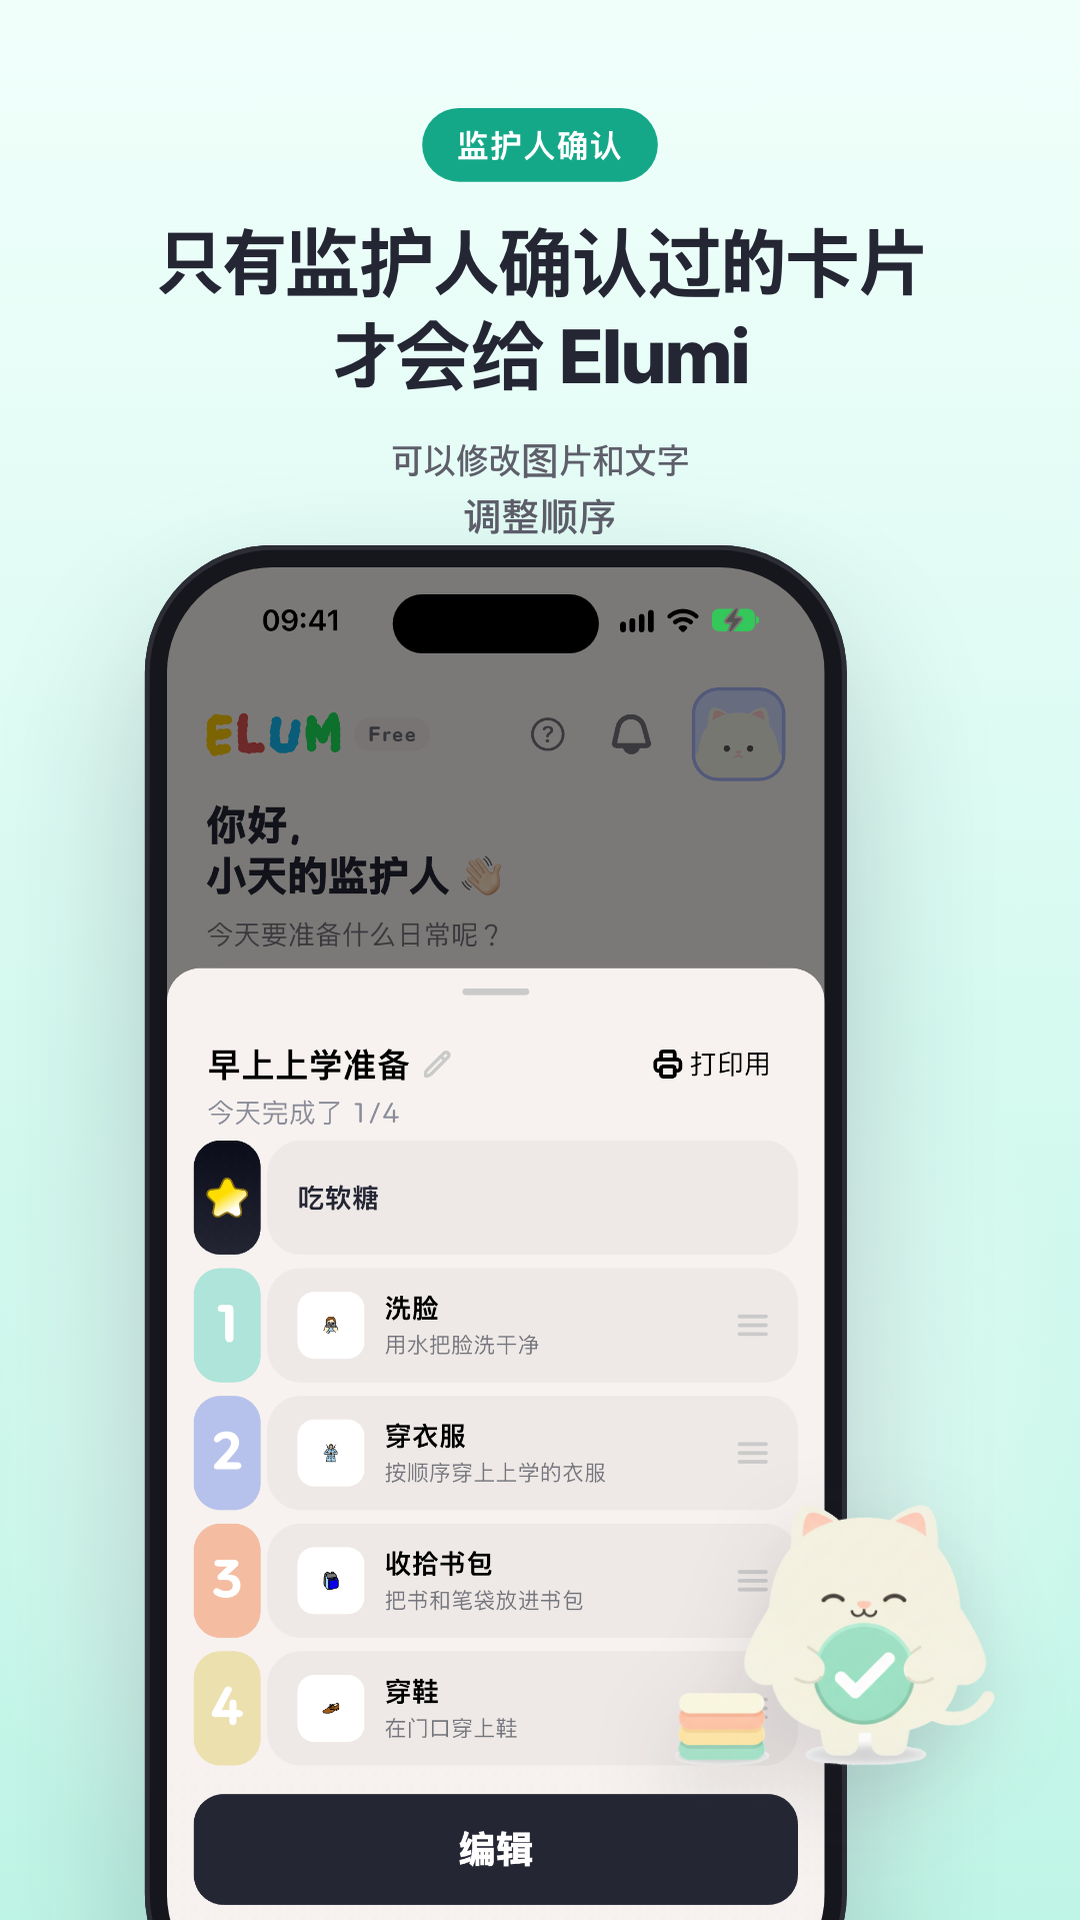 监护人确认
只有监护人确认过的卡片
才会给 Elumi
可以修改图片和文字
调整顺序
09:41
ELUM
Free
?
你好,
小天的监护人 👋
今天要准备什么日常呢？
早上上学准备
打印用
今天完成了 1/4
吃软糖
1
洗脸
用水把脸洗干净
2
穿衣服
按顺序穿上上学的衣服
3
收拾书包
把书和笔袋放进书包
4
穿鞋
在门口穿上鞋
编辑